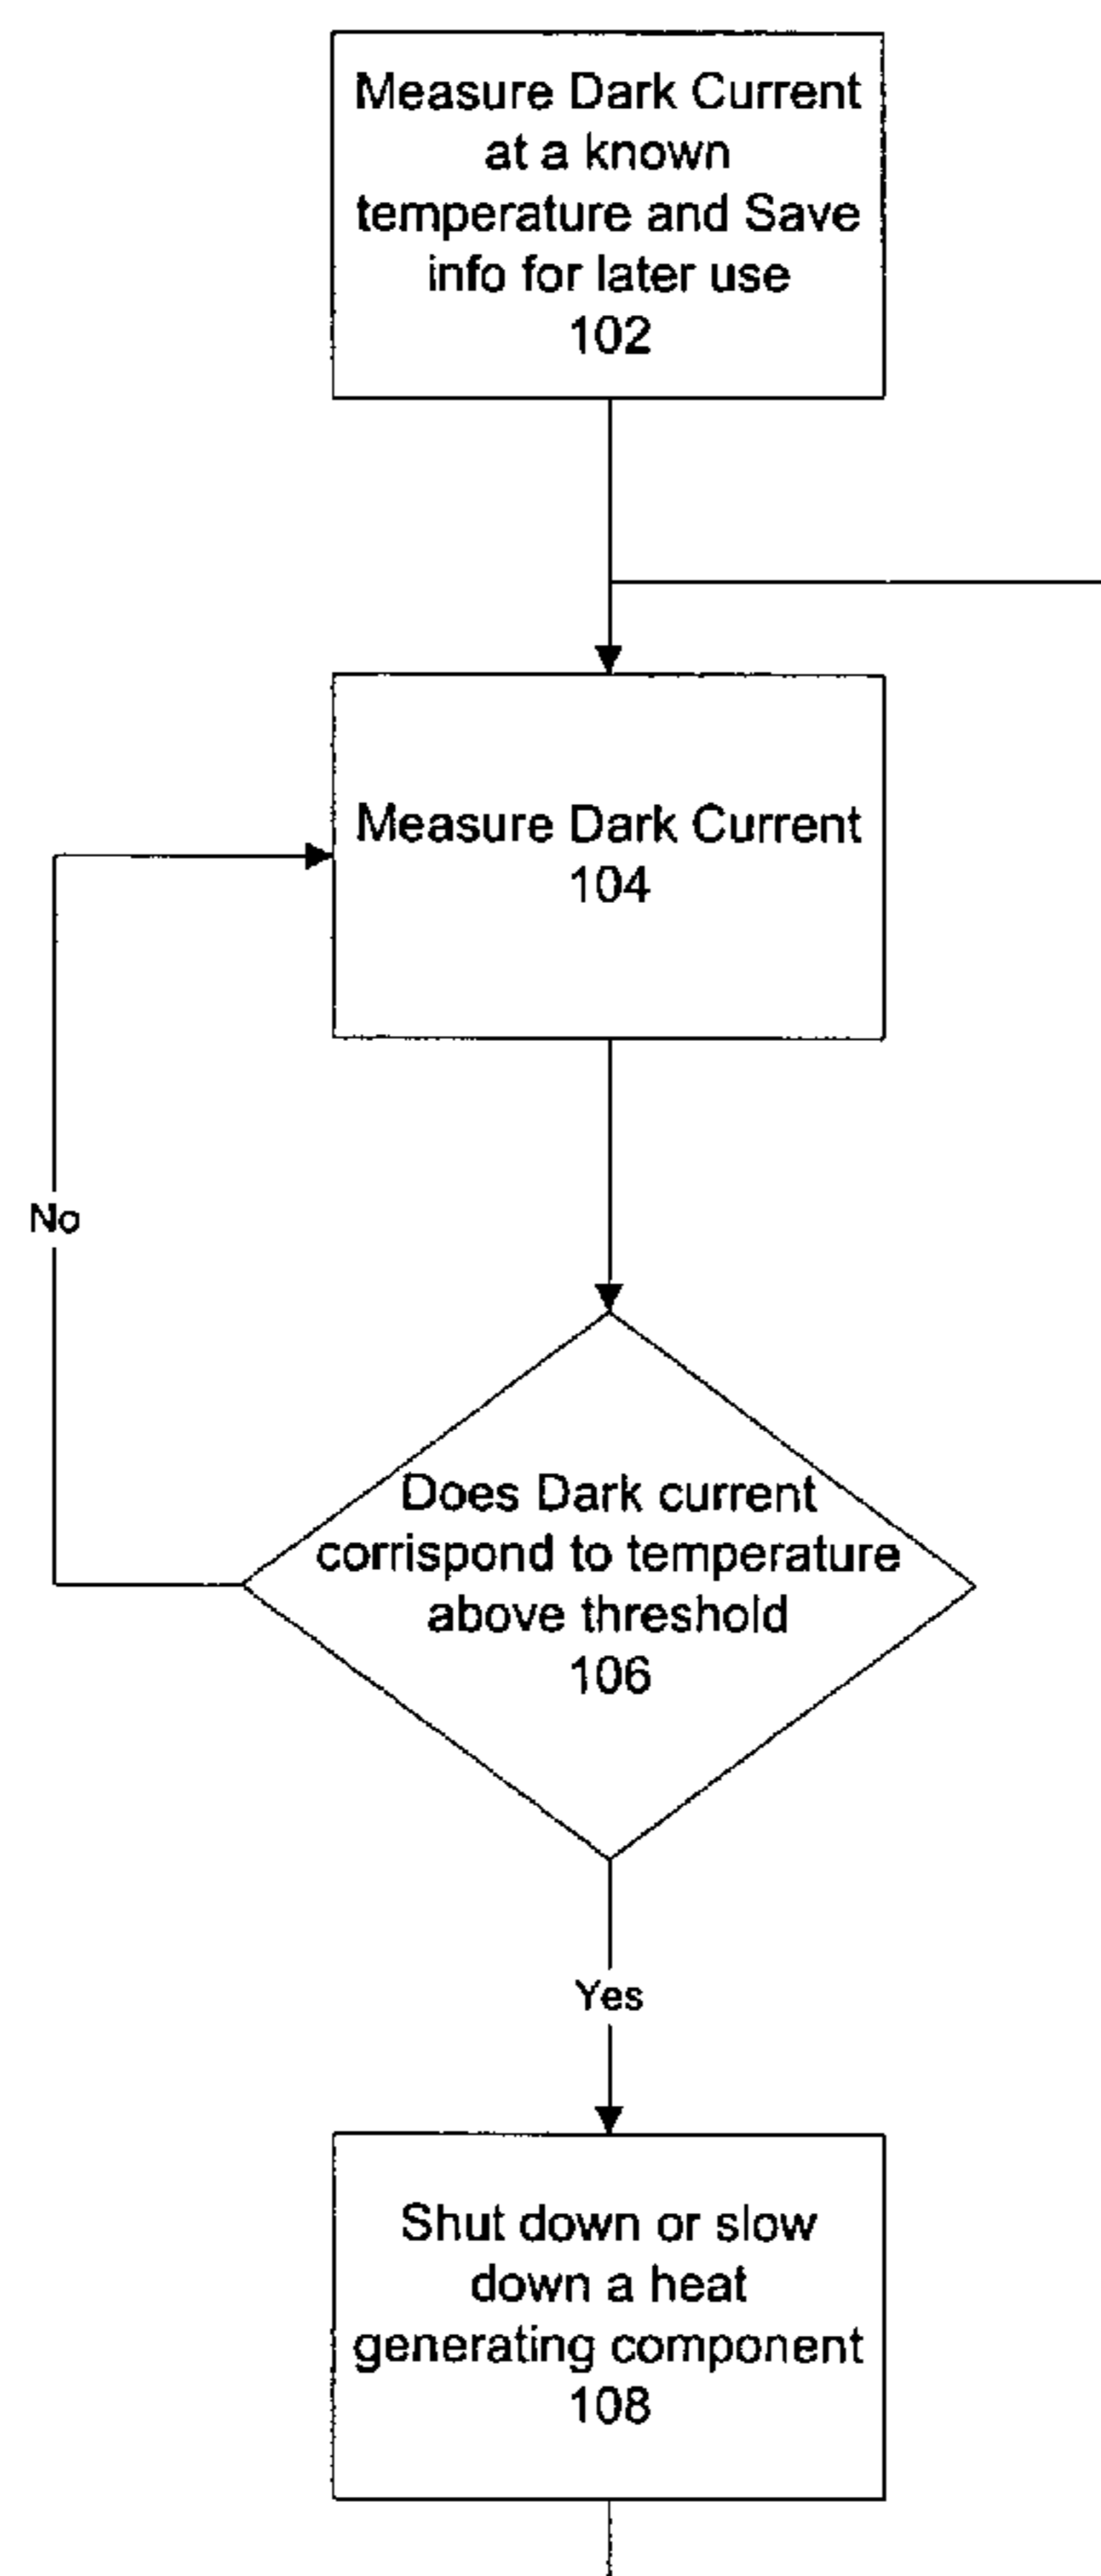 Measure Dark Current
at a known
temperature and Save
info for later use
102
Measure Dark Current
104
No
Does Dark current
corrispond to temperature
above threshold
106
Yes
Shut down or slow
down a heat
generating component
108